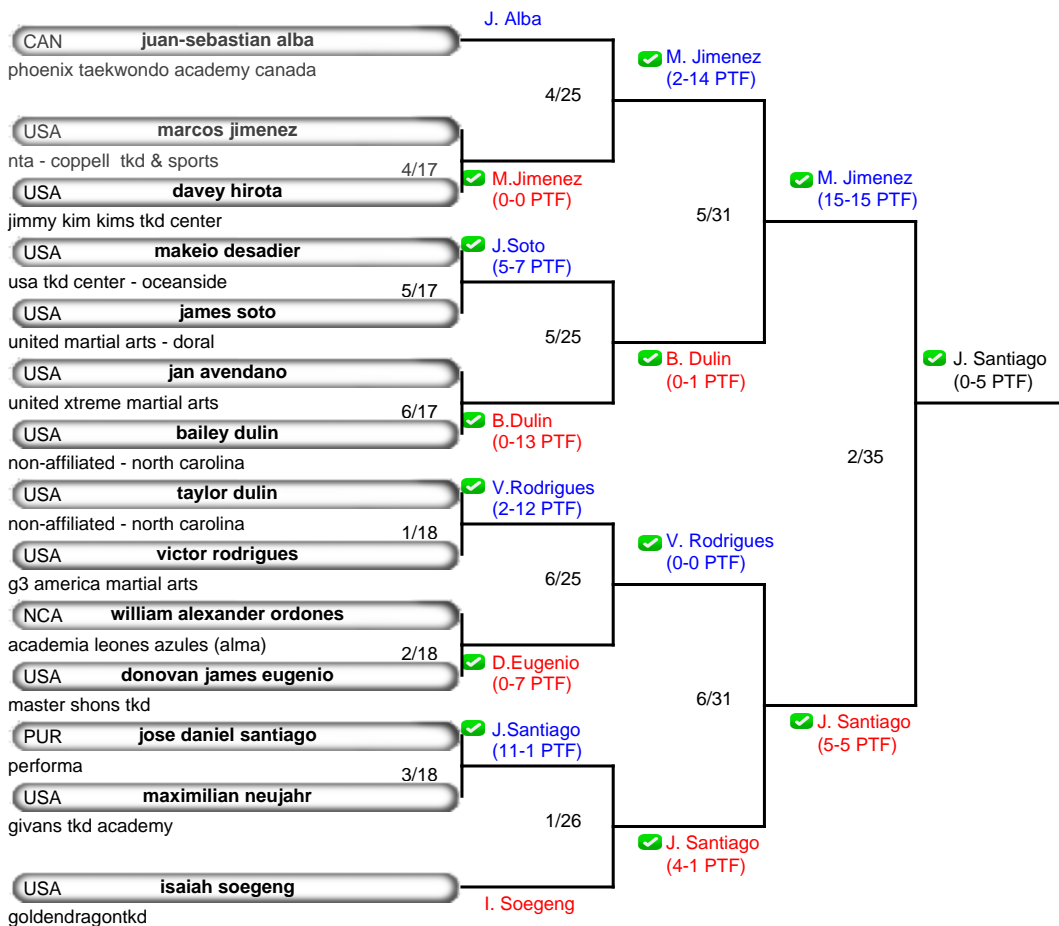 J. Alba
CAN juan-sebastian alba
phoenix taekwondo academy canada
M. Jimenez
(2-14 PTF)
4/25
USA marcos jimenez
nta - coppell  tkd & sports
4/17
M.Jimenez
(0-0 PTF)
USA davey hirota
jimmy kim kims tkd center
M. Jimenez
(15-15 PTF)
5/31
USA makeio desadier
usa tkd center - oceanside
J.Soto
(5-7 PTF)
5/17
USA james soto
united martial arts - doral
5/25
B. Dulin
(0-1 PTF)
J. Santiago
(0-5 PTF)
USA jan avendano
united xtreme martial arts
6/17
B.Dulin
(0-13 PTF)
USA bailey dulin
non-affiliated - north carolina
2/35
USA taylor dulin
non-affiliated - north carolina
V.Rodrigues
(2-12 PTF)
1/18
USA victor rodrigues
g3 america martial arts
V. Rodrigues
(0-0 PTF)
6/25
NCA william alexander ordones
academia leones azules (alma)
2/18
D.Eugenio
(0-7 PTF)
USA donovan james eugenio
master shons tkd
6/31
J. Santiago
(5-5 PTF)
PUR jose daniel santiago
performa
J.Santiago
(11-1 PTF)
3/18
USA maximilian neujahr
givans tkd academy
1/26
J. Santiago
(4-1 PTF)
USA isaiah soegeng
goldendragontkd
I. Soegeng